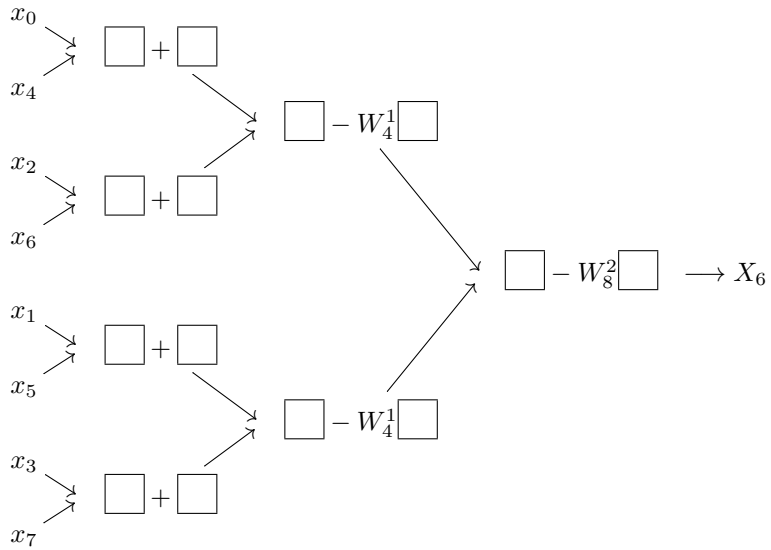 x_0
□ + □
x_4
□ − W_4^1 □
x_2
□ + □
x_6
□ − W_8^2 □ ⟶ X_6
x_1
□ + □
x_5
□ − W_4^1 □
x_3
□ + □
x_7